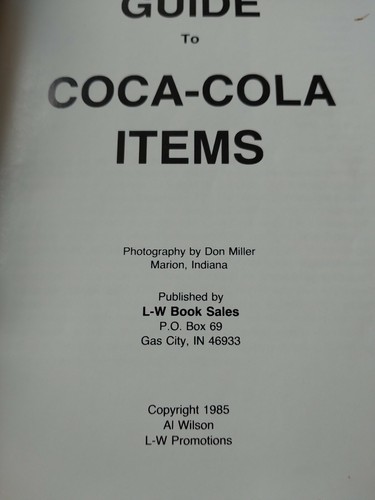 GUIDE
To
COCA-COLA
ITEMS
Photography by Don Miller
Marion, Indiana
Published by
L-W Book Sales
P.O. Box 69
Gas City, IN 46933
Copyright 1985
Al Wilson
L-W Promotions